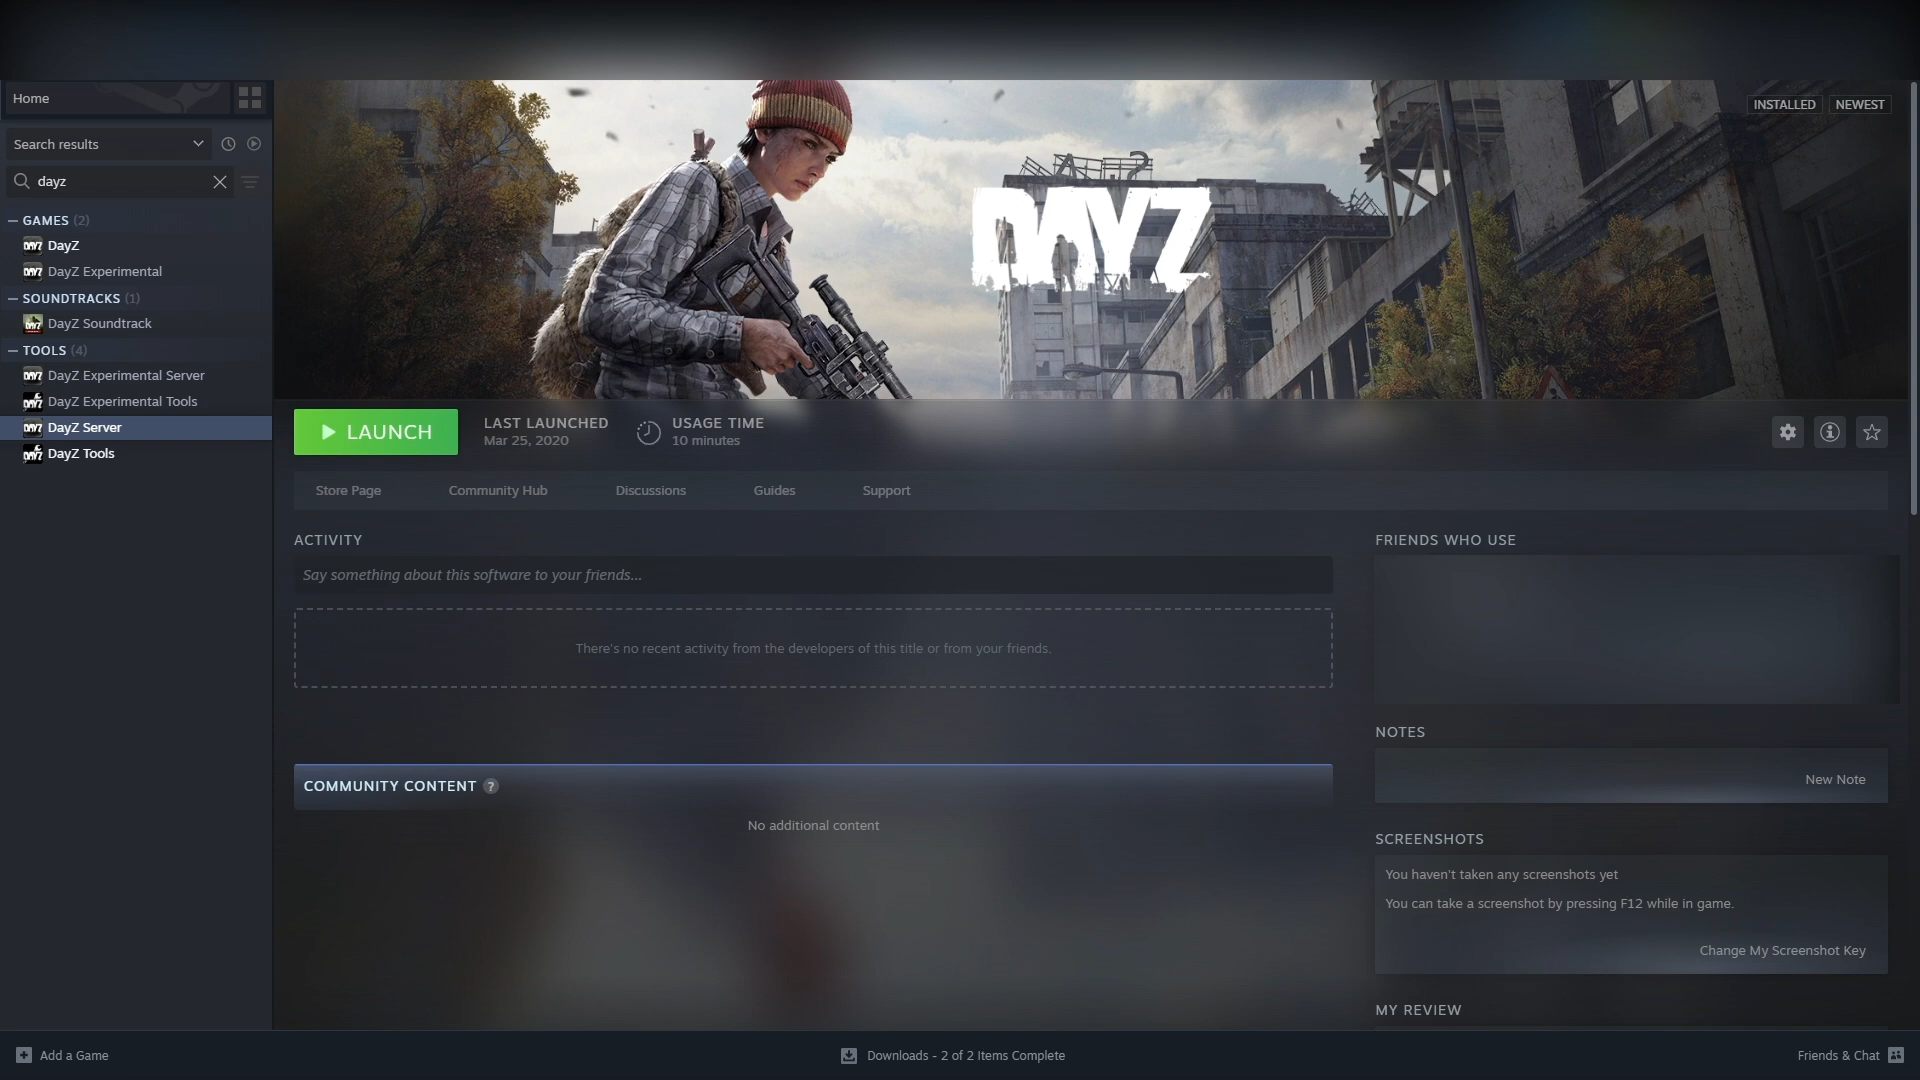 Home
INSTALLED
NEWEST
Search results
dayz
GAMES (2)
DayZ
DayZ Experimental
SOUNDTRACKS (1)
DayZ Soundtrack
TOOLS (4)
DayZ Experimental Server
DayZ Experimental Tools
DayZ Server
DayZ Tools
DAYZ
LAUNCH
LAST LAUNCHED
Mar 25, 2020
USAGE TIME
10 minutes
Store Page
Community Hub
Discussions
Guides
Support
ACTIVITY
Say something about this software to your friends...
There's no recent activity from the developers of this title or from your friends.
COMMUNITY CONTENT ?
No additional content
FRIENDS WHO USE
NOTES
New Note
SCREENSHOTS
You haven't taken any screenshots yet
You can take a screenshot by pressing F12 while in game.
Change My Screenshot Key
MY REVIEW
Add a Game
Downloads - 2 of 2 Items Complete
Friends & Chat